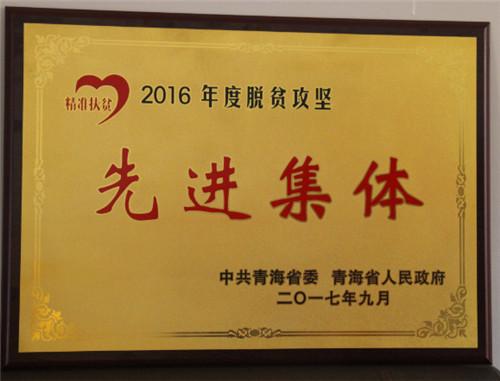 精准扶贫
2016 年度脱贫攻坚
先进集体
中共青海省委 青海省人民政府
二〇一七年九月